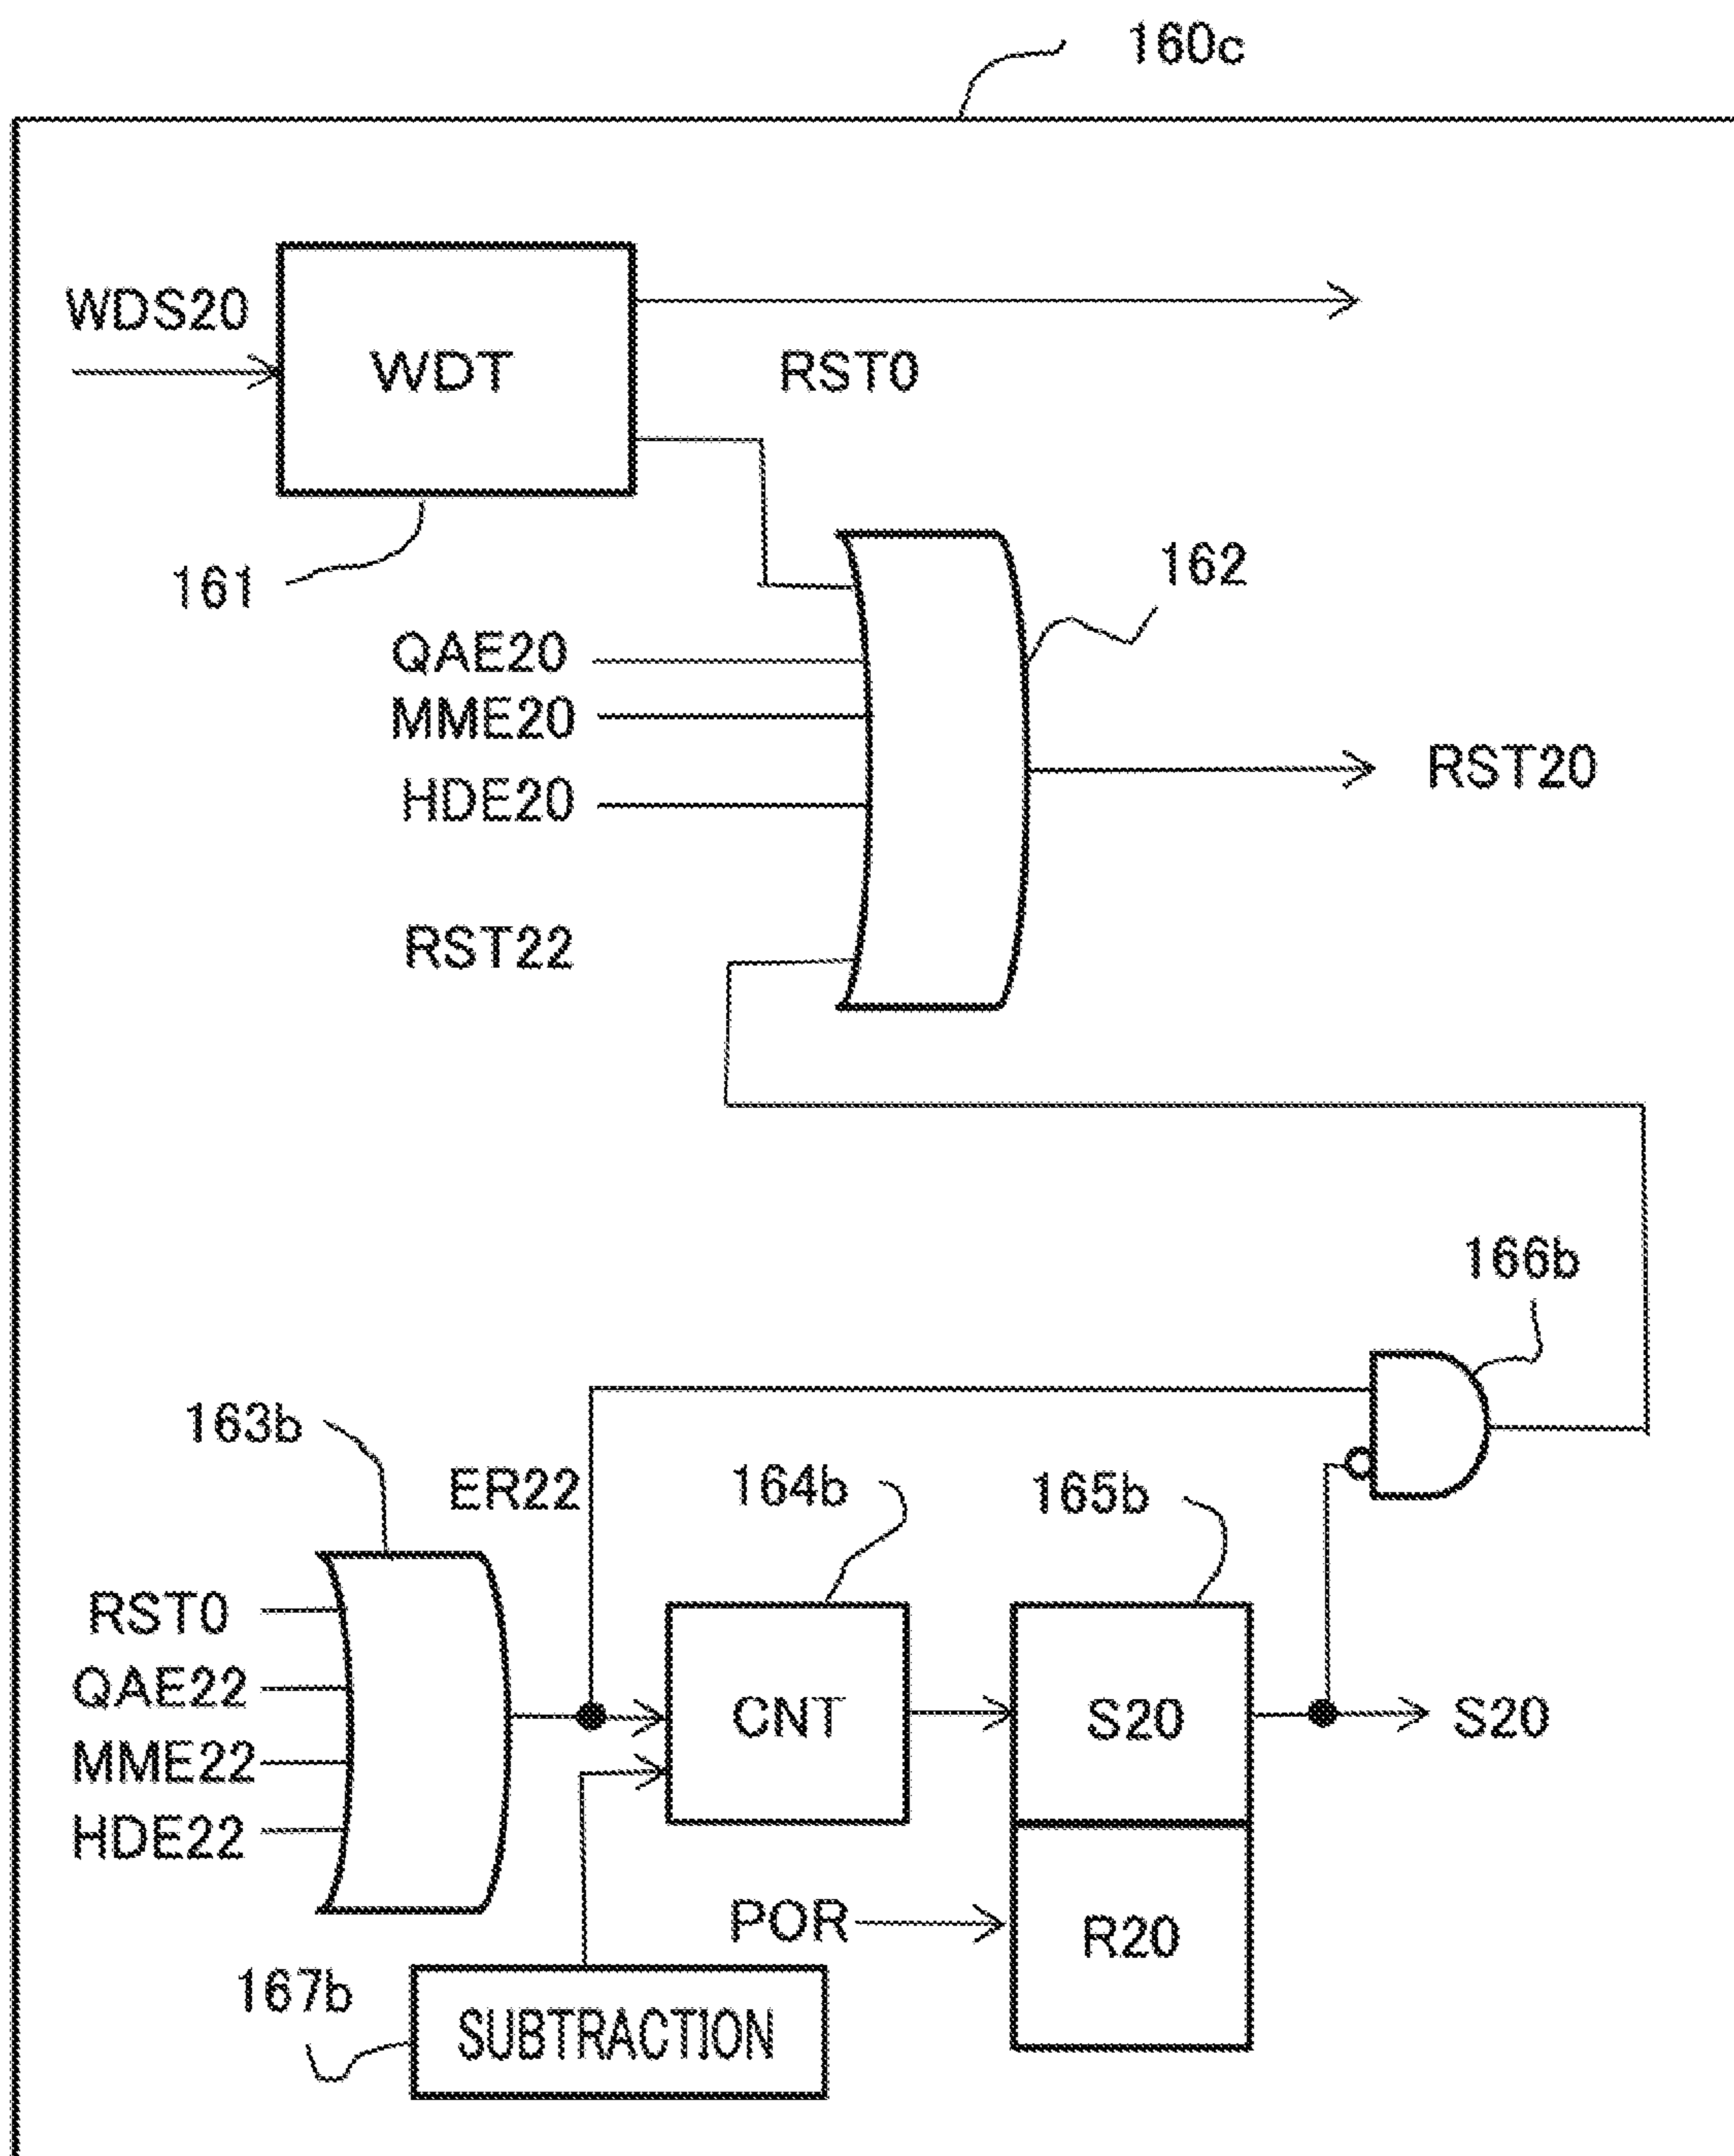 160c
WDS20
WDT
RST0
161
162
QAE20
MME20
HDE20
RST20
RST22
166b
163b
ER22
164b
165b
RST0
QAE22
MME22
HDE22
CNT
S20
S20
POR
R20
167b
SUBTRACTION